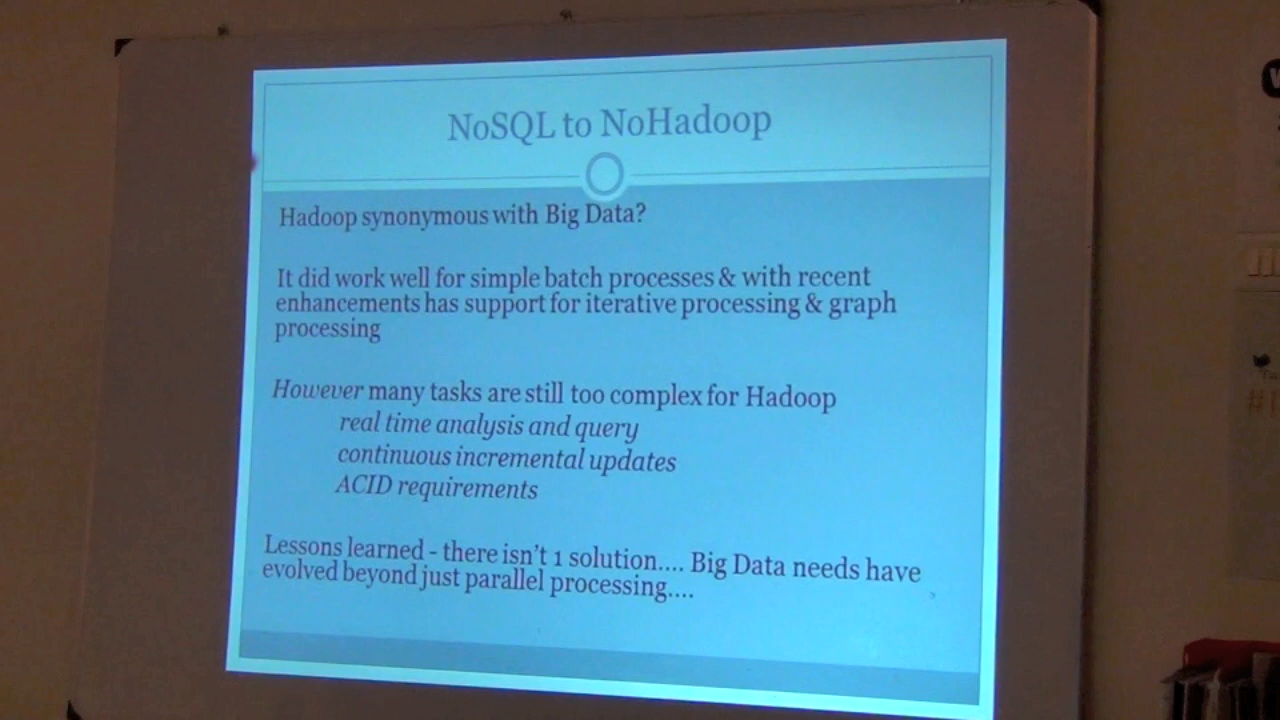 NoSQL to NoHadoop
Hadoop synonymous with Big Data?
It did work well for simple batch processes & with recent
enhancements has support for iterative processing & graph
processing
However many tasks are still too complex for Hadoop
real time analysis and query
continuous incremental updates
ACID requirements
Lessons learned - there isn't 1 solution.... Big Data needs have
evolved beyond just parallel processing....